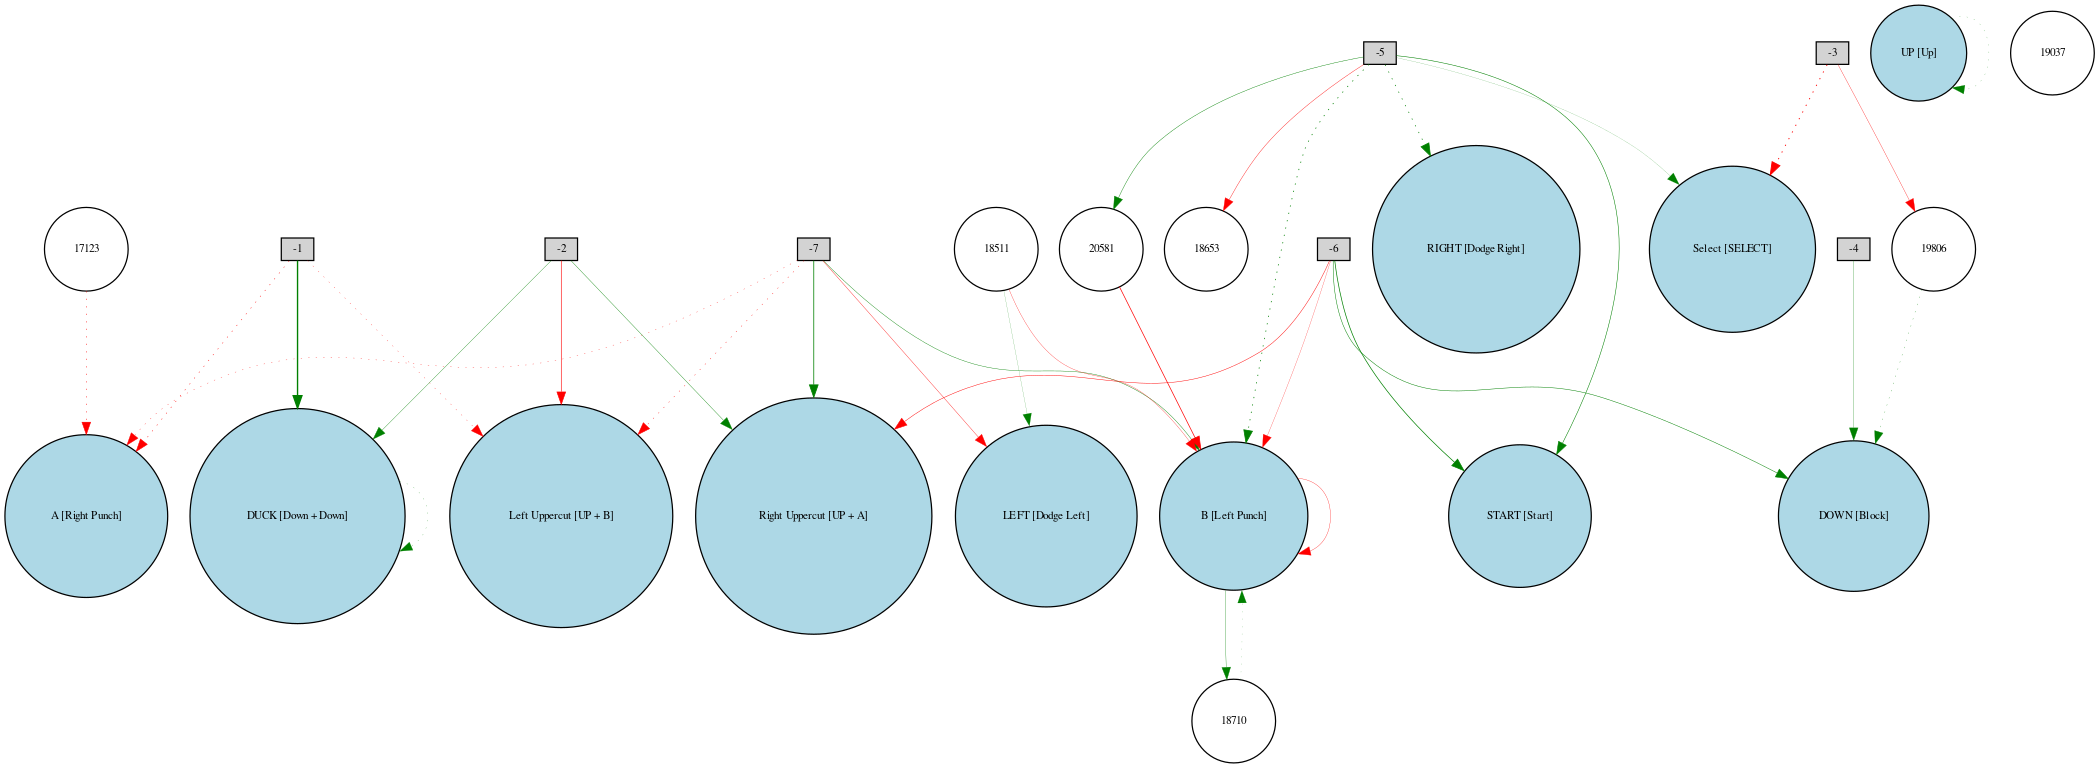 -5
-3
UP [Up]
19037
17123
-1
-2
-7
18511
20581
18653
-6
RIGHT [Dodge Right]
Select [SELECT]
-4
19806
A [Right Punch]
DUCK [Down + Down]
Left Uppercut [UP + B]
Right Uppercut [UP + A]
LEFT [Dodge Left]
B [Left Punch]
START [Start]
DOWN [Block]
18710